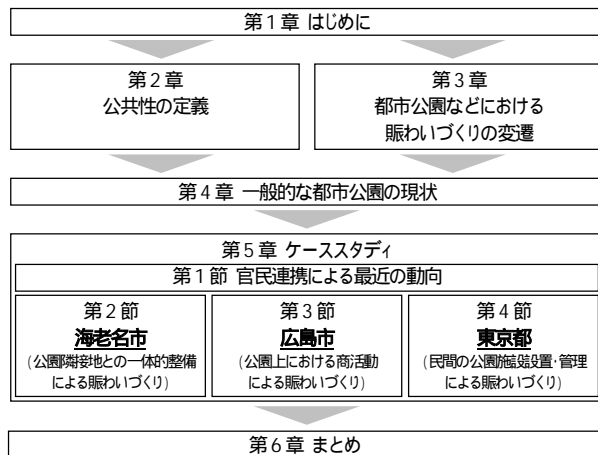 第1章 はじめに
第2章
公共性の定義
第3章
都市公園などにおける
賑わいづくりの変遷
第4章 一般的な都市公園の現状
第5章 ケーススタディ
第1節 官民連携による最近の動向
第2節
海老名市
(公園隣接地との一体的整備
による賑わいづくり)
第3節
広島市
(公園上における商活動
による賑わいづくり)
第4節
東京都
(民間の公園施設設置・管理
による賑わいづくり)
第6章 まとめ